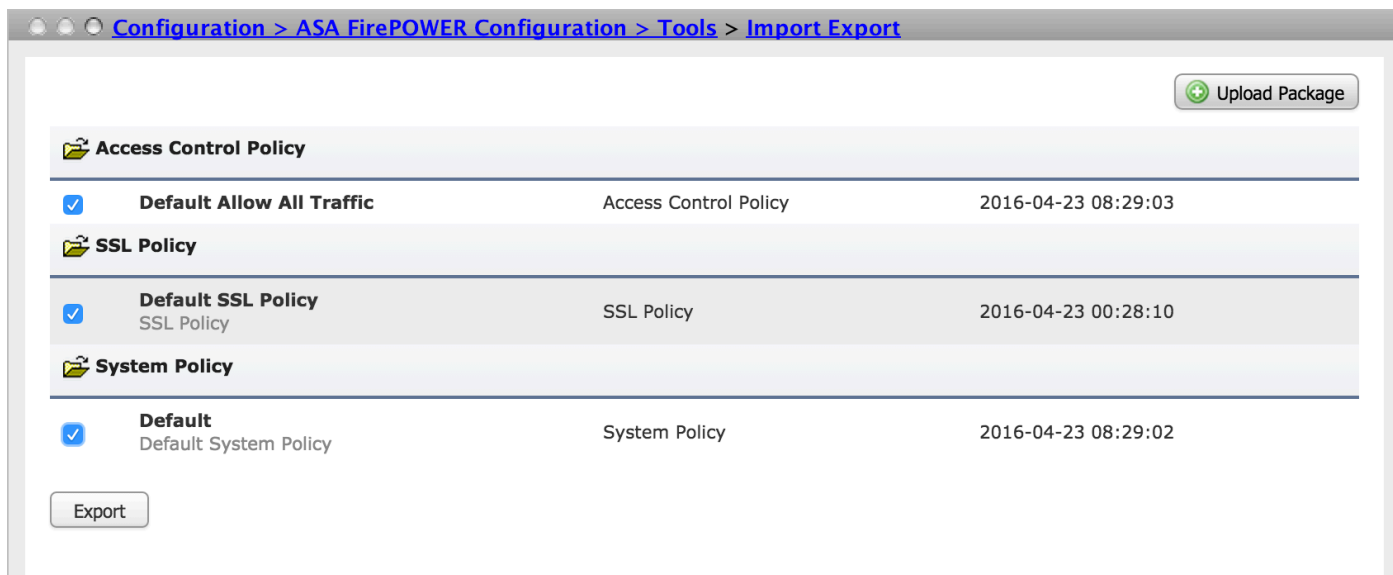 Configuration > ASA FirePOWER Configuration > Tools > Import Export
Upload Package
Access Control Policy
Default Allow All Traffic Access Control Policy 2016-04-23 08:29:03
SSL Policy
Default SSL Policy
SSL Policy SSL Policy 2016-04-23 00:28:10
System Policy
Default
Default System Policy System Policy 2016-04-23 08:29:02
Export